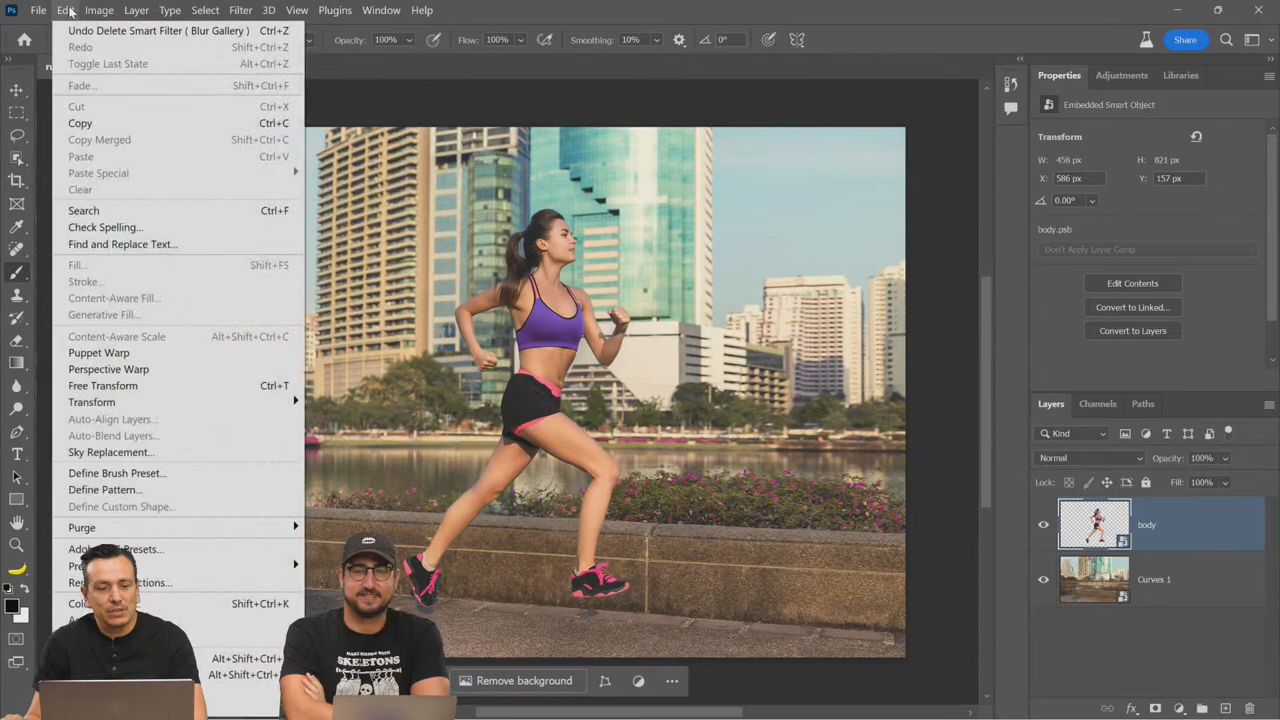 Ps File Edit Image Layer Type Select Filter 3D View Plugins Window Help
Opacity: 100% Flow: 100% Smoothing: 10% 0° Share
Undo Delete Smart Filter ( Blur Gallery ) Ctrl+Z
Redo Shift+Ctrl+Z
Toggle Last State Alt+Ctrl+Z
Fade... Shift+Ctrl+F
Cut Ctrl+X
Copy Ctrl+C
Copy Merged Shift+Ctrl+C
Paste Ctrl+V
Paste Special
Clear
Search Ctrl+F
Check Spelling...
Find and Replace Text...
Fill... Shift+F5
Stroke...
Content-Aware Fill...
Generative Fill...
Content-Aware Scale Alt+Shift+Ctrl+C
Puppet Warp
Perspective Warp
Free Transform Ctrl+T
Transform
Auto-Align Layers...
Auto-Blend Layers...
Sky Replacement...
Define Brush Preset...
Define Pattern...
Define Custom Shape...
Purge
Presets...
Shift+Ctrl+K
Alt+Shift+Ctrl+
Alt+Shift+Ctrl+
MAKE BONDS WITH
SKELETONS
Remove background
Properties Adjustments Libraries
Embedded Smart Object
Transform
W: 458 px H: 821 px
X: 586 px Y: 157 px
0.00°
body.psb
Don't Apply Layer Comp
Edit Contents
Convert to Linked...
Convert to Layers
Layers Channels Paths
Kind
Normal Opacity: 100%
Lock: Fill: 100%
body
Curves 1